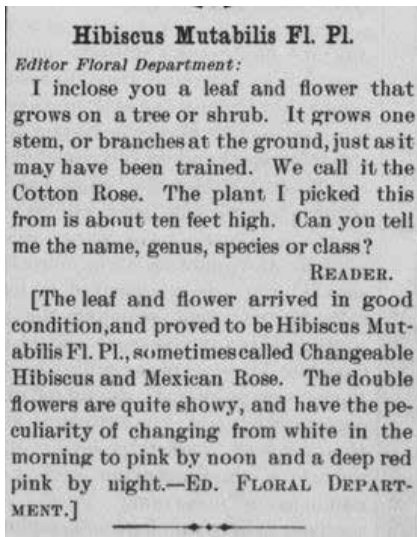 Hibiscus Mutabilis Fl. Pl.
Editor Floral Department:
I inclose you a leaf and flower that
grows on a tree or shrub. It grows one
stem, or branches at the ground, just as it
may have been trained. We call it the
Cotton Rose. The plant I picked this
from is about ten feet high. Can you tell
me the name, genus, species or class?
READER.
[The leaf and flower arrived in good
condition,and proved to be Hibiscus Mut-
abilis Fl. Pl., sometimes called Changeable
Hibiscus and Mexican Rose. The double
flowers are quite showy, and have the pe-
culiarity of changing from white in the
morning to pink by noon and a deep red
pink by night.—ED. FLORAL DEPART-
MENT.]